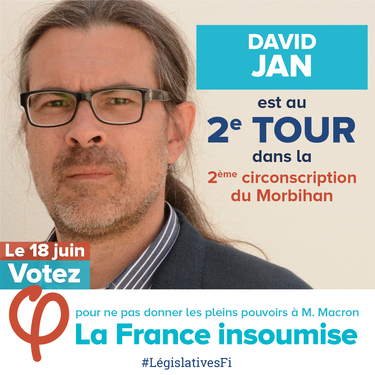 DAVID
JAN
est au
2e TOUR
dans la
2ème circonscription
du Morbihan
Le 18 juin
Votez
pour ne pas donner les pleins pouvoirs à M. Macron
La France insoumise
#LégislativesFi